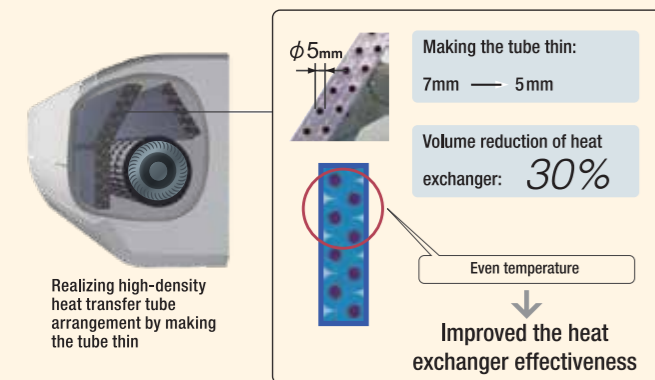 φ5mm
Making the tube thin:
7mm → 5mm
Volume reduction of heat
exchanger: 30%
Even temperature
Improved the heat
exchanger effectiveness
Realizing high-density
heat transfer tube
arrangement by making
the tube thin